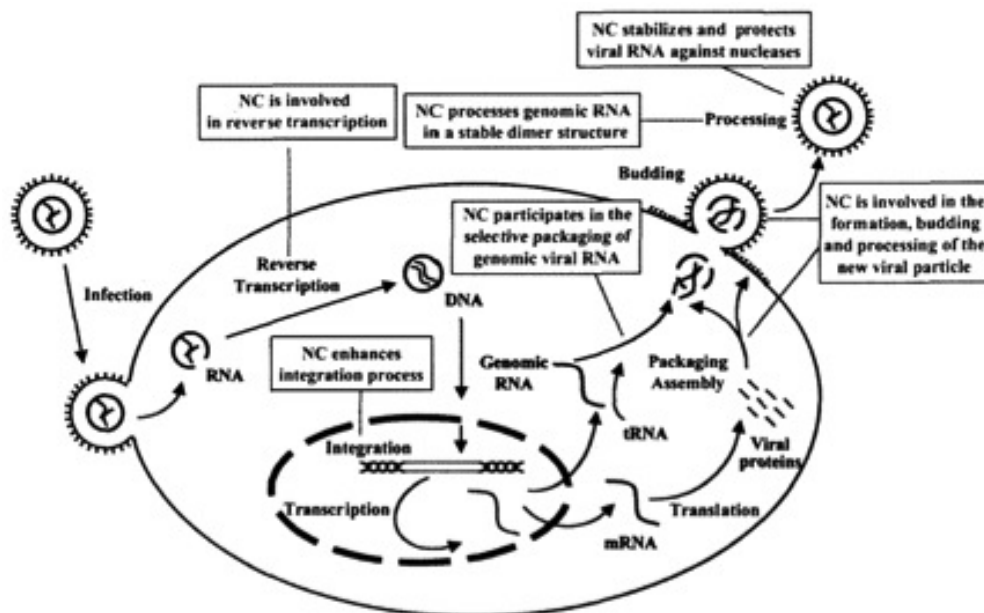 NC stabilizes and protects
viral RNA against nucleases
NC is involved
in reverse transcription
NC processes genomic RNA
in a stable dimer structure
Processing
Budding
NC is involved in the
formation, budding
and processing of the
new viral particle
NC participates in the
selective packaging of
genomic viral RNA
Reverse
Transcription
Infection
DNA
RNA
NC enhances
integration process
Genomic
RNA
Packaging
Assembly
tRNA
Viral
proteins
Integration
Transcription
Translation
mRNA